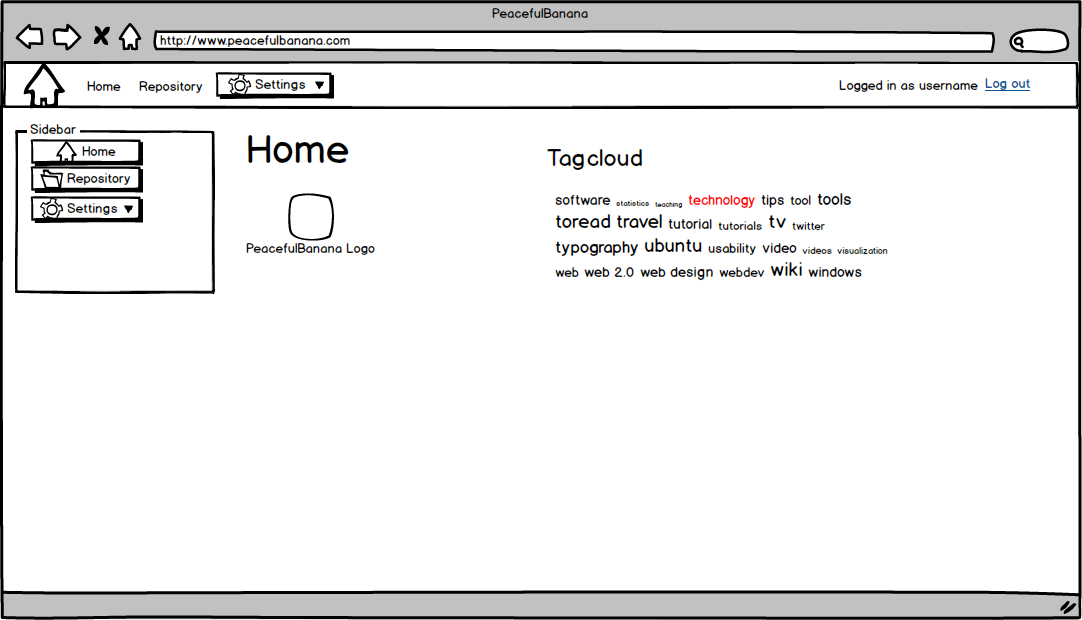 PeacefulBanana
http://www.peacefulbanana.com
Home Repository Settings Logged in as username Log out
Sidebar
Home
Repository
Settings
Home
PeacefulBanana Logo
Tagcloud
software statistics teaching technology tips tool tools
toread travel tutorial tutorials tv twitter
typography ubuntu usability video videos visualization
web web 2.0 web design webdev wiki windows